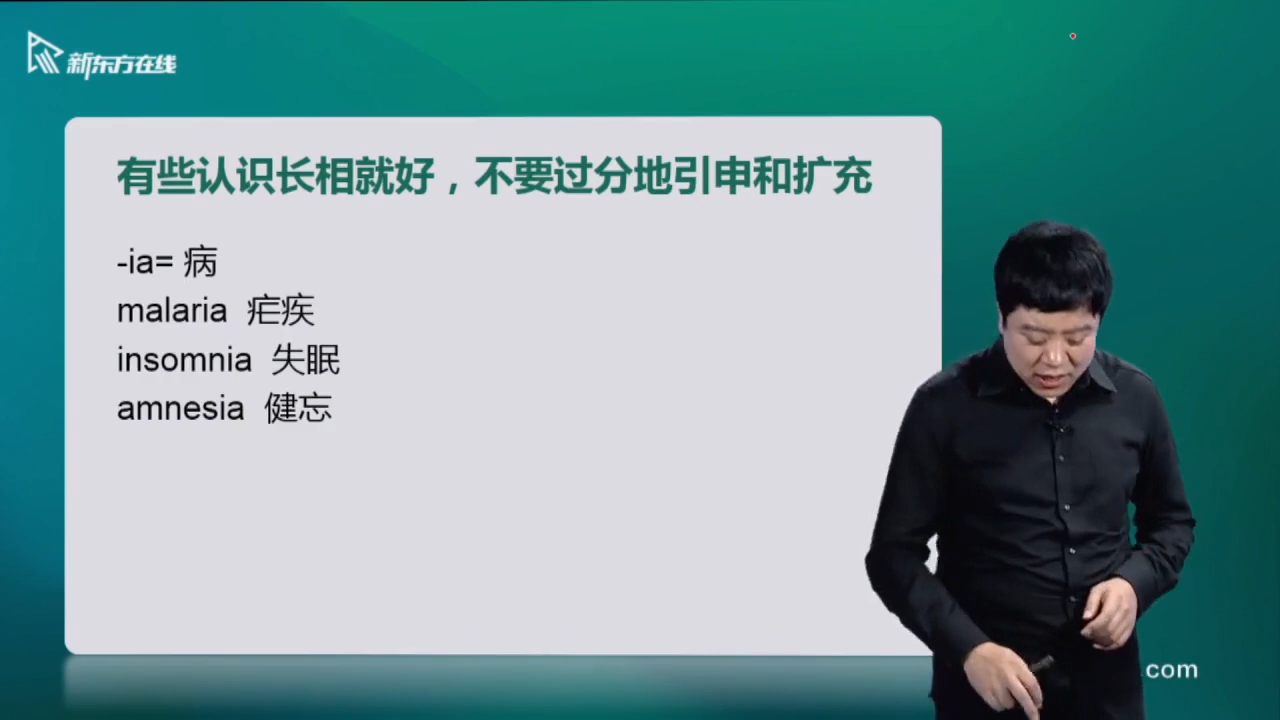 新东方在线
有些认识长相就好，不要过分地引申和扩充
-ia= 病
malaria 疟疾
insomnia 失眠
amnesia 健忘
com